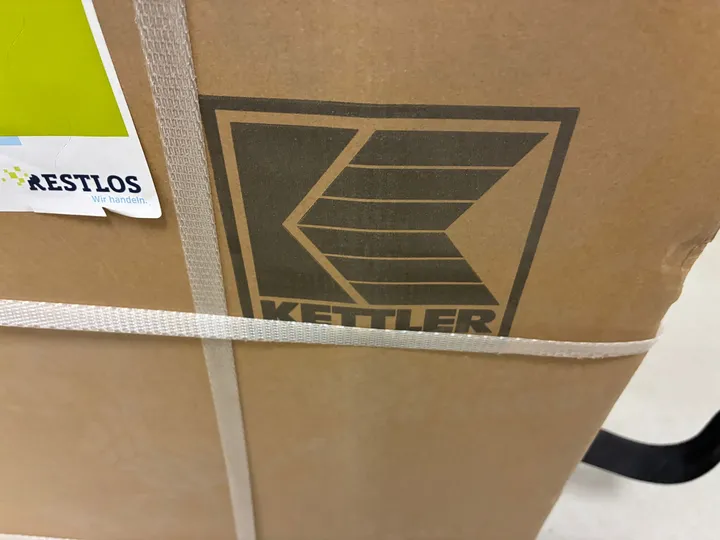 RESTLOS
Wir handeln.
KETTLER